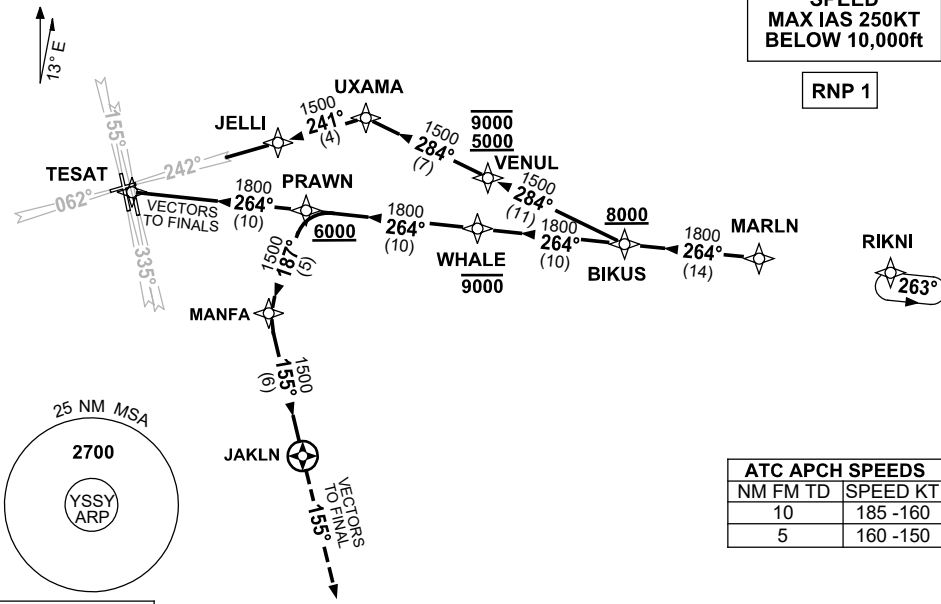 SPEED
MAX IAS 250KT
BELOW 10,000ft
RNP 1
13° E
UXAMA
1500
241°
(4)
JELLI
9000
5000
1500
284°
(7)
VENUL
155°
242°
TESAT
062°
335°
1800
264°
(10)
VECTORS
TO FINALS
PRAWN
6000
1800
264°
(10)
1500
284°
(11)
WHALE
9000
1800
264°
(10)
8000
BIKUS
1800
264°
(14)
MARLN
RIKNI
263°
1500
187°
(5)
MANFA
1500
155°
(6)
JAKLN
VECTORS
TO FINAL
155°
25 NM MSA
2700
YSSY
ARP
ATC APCH SPEEDS
NM FM TD SPEED KT
10 185 -160
5 160 -150